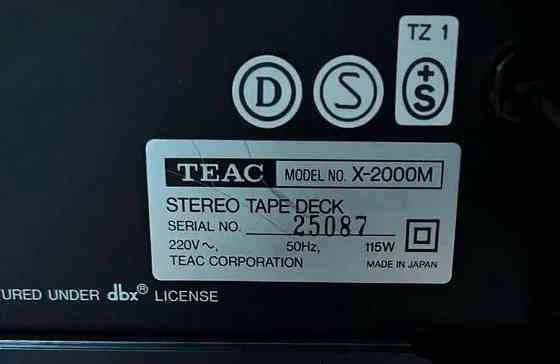 TZ 1
D S +S
TEAC MODEL NO. X-2000M
STEREO TAPE DECK
SERIAL NO. 25087
220V∼, 50Hz, 115W
TEAC CORPORATION MADE IN JAPAN
TURED UNDER dbx® LICENSE